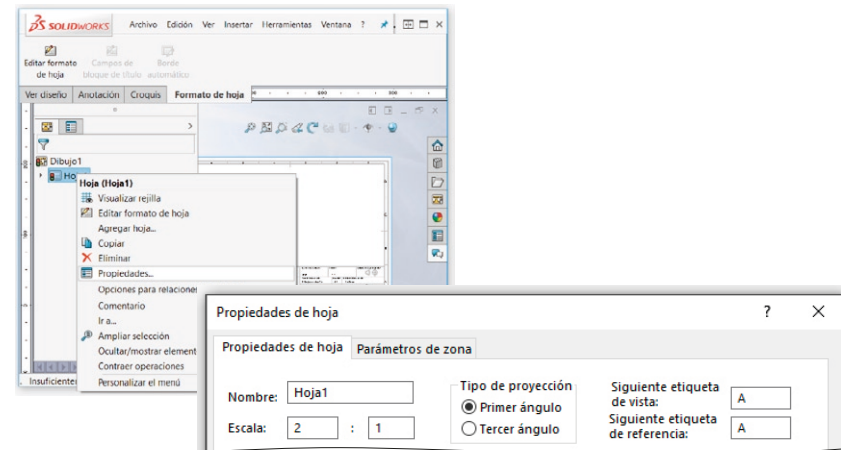 SOLIDWORKS Archivo Edición Ver Insertar Herramientas Ventana ?
Editar formato de hoja
Campos de bloque de título
Borde automático
Ver diseño Anotación Croquis Formato de hoja
Dibujo1
Ho
Hoja (Hoja1)
Visualizar rejilla
Editar formato de hoja
Agregar hoja...
Copiar
Eliminar
Propiedades...
Opciones para relaciones
Comentario
Ir a...
Ampliar selección
Ocultar/mostrar element
Contraer operaciones
Personalizar el menú
Insuficiente
Propiedades de hoja ?
Propiedades de hoja Parámetros de zona
Nombre: Hoja1
Escala: 2 : 1
Tipo de proyección
Primer ángulo
Tercer ángulo
Siguiente etiqueta
de vista: A
Siguiente etiqueta
de referencia: A